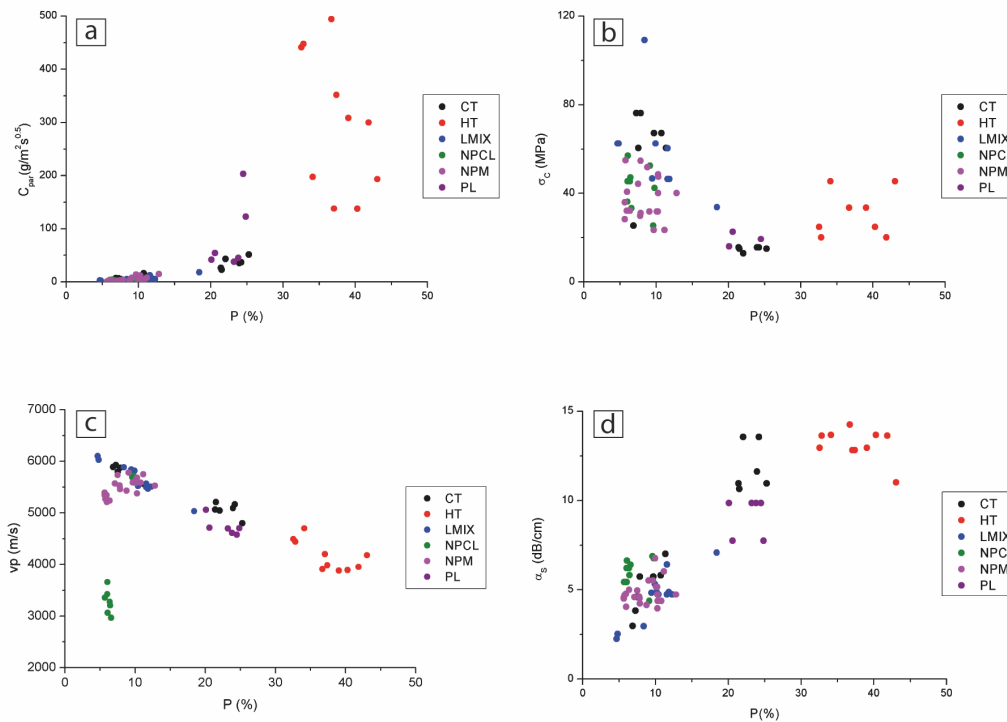 a
500
400
300
200
100
0
C_par (g/m²s^0.5)
0 10 20 30 40 50
P (%)
CT
HT
LMIX
NPCL
NPM
PL
b
120
80
40
0
σ_C (MPa)
0 10 20 30 40 50
P(%)
CT
HT
LMIX
NPC
NPM
PL
c
7000
6000
5000
4000
3000
2000
vp (m/s)
0 10 20 30 40 50
P (%)
CT
HT
LMIX
NPCL
NPM
PL
d
15
10
5
0
α_S (dB/cm)
0 10 20 30 40 50
P(%)
CT
HT
LMIX
NPCL
NPM
PL